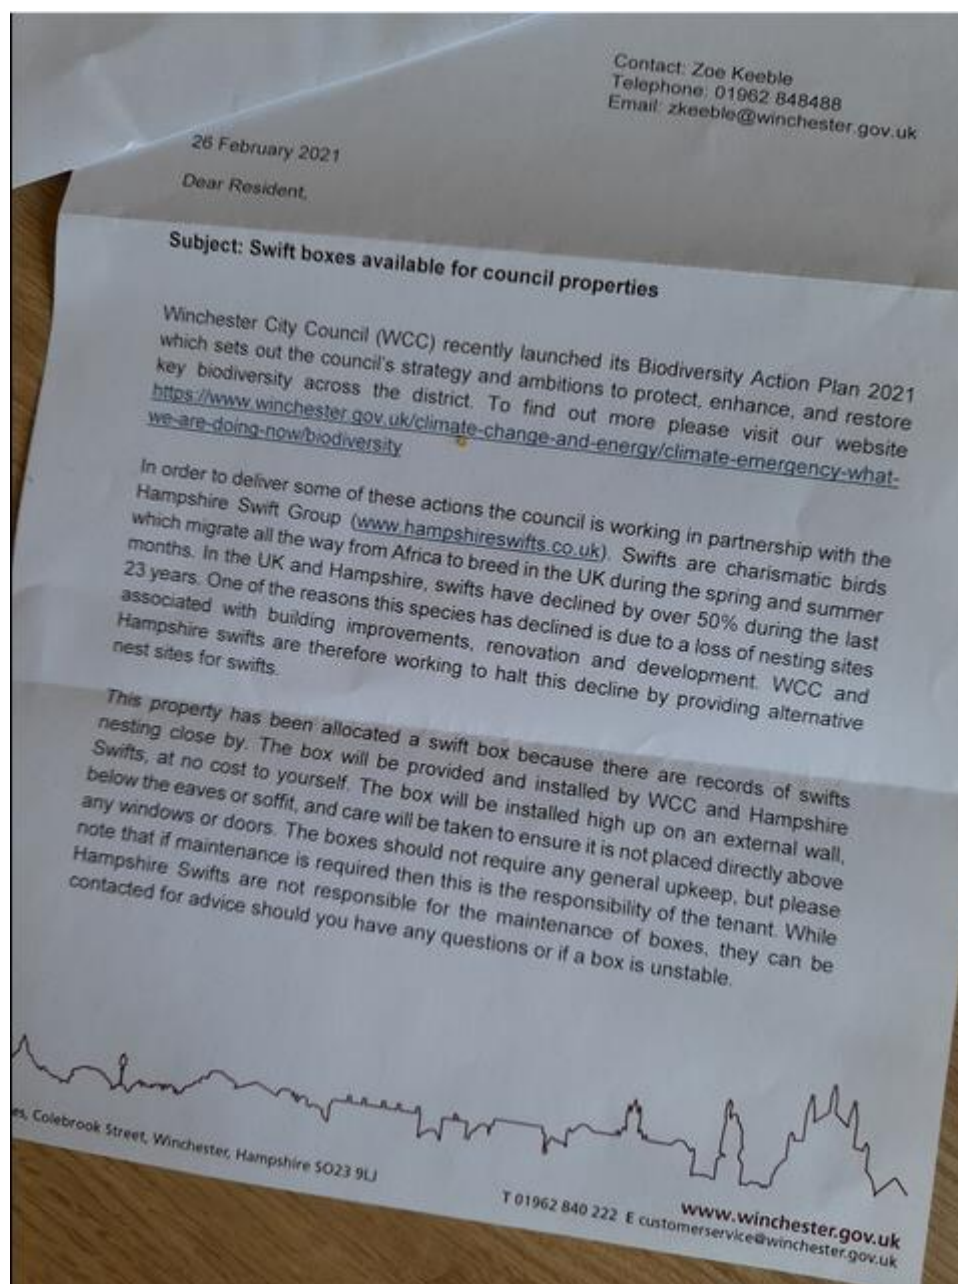 Contact: Zoe Keeble
Telephone: 01962 848488
Email: zkeeble@winchester.gov.uk
26 February 2021
Dear Resident,
Subject: Swift boxes available for council properties
Winchester City Council (WCC) recently launched its Biodiversity Action Plan 2021
which sets out the council's strategy and ambitions to protect, enhance, and restore
key biodiversity across the district. To find out more please visit our website
https://www.winchester.gov.uk/climate-change-and-energy/climate-emergency-what-
we-are-doing-now/biodiversity
In order to deliver some of these actions the council is working in partnership with the
Hampshire Swift Group (www.hampshireswifts.co.uk). Swifts are charismatic birds
which migrate all the way from Africa to breed in the UK during the spring and summer
months. In the UK and Hampshire, swifts have declined by over 50% during the last
23 years. One of the reasons this species has declined is due to a loss of nesting sites
associated with building improvements, renovation and development. WCC and
Hampshire swifts are therefore working to halt this decline by providing alternative
nest sites for swifts.
This property has been allocated a swift box because there are records of swifts
nesting close by. The box will be provided and installed by WCC and Hampshire
Swifts, at no cost to yourself. The box will be installed high up on an external wall,
below the eaves or soffit, and care will be taken to ensure it is not placed directly above
any windows or doors. The boxes should not require any general upkeep, but please
note that if maintenance is required then this is the responsibility of the tenant. While
Hampshire Swifts are not responsible for the maintenance of boxes, they can be
contacted for advice should you have any questions or if a box is unstable.
es, Colebrook Street, Winchester, Hampshire SO23 9LJ
www.winchester.gov.uk
T 01962 840 222 E customerservice@winchester.gov.uk